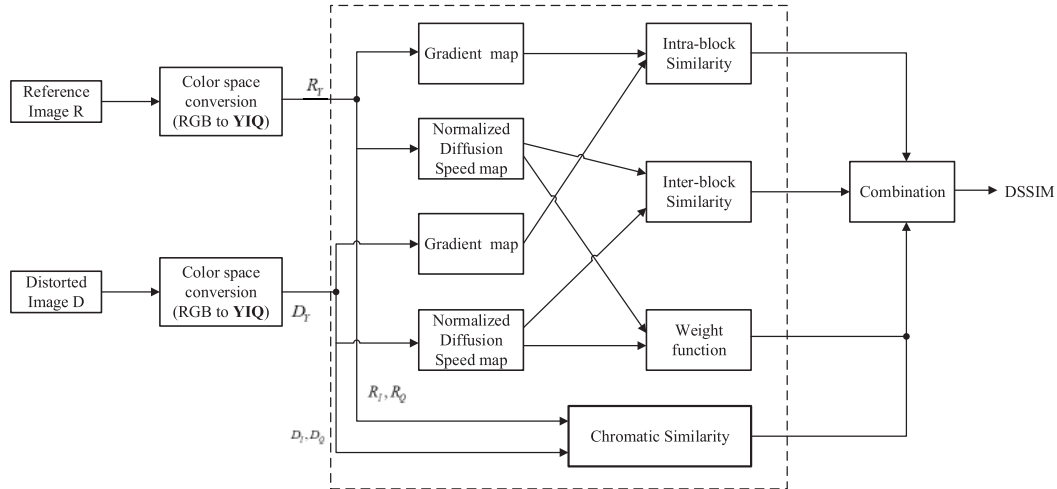 Reference
Image R
Color space
conversion
(RGB to YIQ)
R_T
Gradient map
Intra-block
Similarity
Normalized
Diffusion
Speed map
Inter-block
Similarity
Combination
DSSIM
Gradient map
Distorted
Image D
Color space
conversion
(RGB to YIQ)
D_T
Normalized
Diffusion
Speed map
Weight
function
R_I, R_Q
D_I, D_Q
Chromatic Similarity